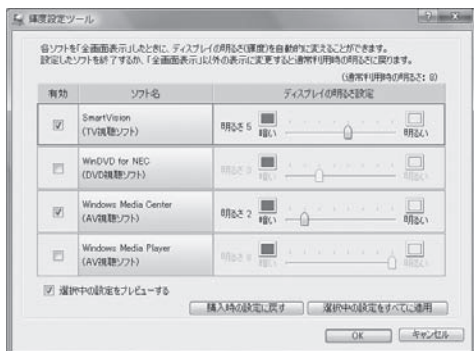 輝度設定ツール
各ソフトを「全画面表示」したときに、ディスプレイの明るさ(輝度)を自動的に変えることができます。
設定したソフトを終了するか、「全画面表示」以外の表示に変更すると通常利用時の明るさに戻ります。
(通常利用時の明るさ: 8)
有効 ソフト名 ディスプレイの明るさ設定
SmartVision
(TV視聴ソフト)
明るさ 5 暗い 明るい
WinDVD for NEC
(DVD視聴ソフト)
明るさ 3 暗い 明るい
Windows Media Center
(AV視聴ソフト)
明るさ 2 暗い 明るい
Windows Media Player
(AV視聴ソフト)
明るさ 8 暗い 明るい
選択中の設定をプレビューする
購入時の設定に戻す 選択中の設定をすべてに適用
OK キャンセル